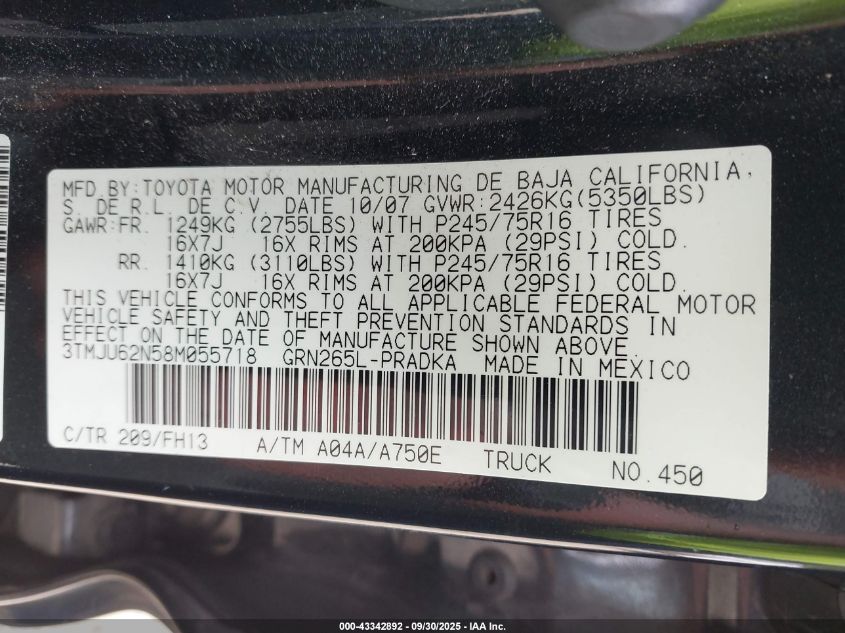 MFD.BY:TOYOTA MOTOR MANUFACTURING DE BAJA CALIFORNIA,
S. DE R.L. DE C.V. DATE 10/07 GVWR:2426KG(5350LBS)
GAWR:FR. 1249KG (2755LBS) WITH P245/75R16 TIRES
16X7J 16X RIMS AT 200KPA (29PSI) COLD.
RR. 1410KG (3110LBS) WITH P245/75R16 TIRES
16X7J 16X RIMS AT 200KPA (29PSI) COLD.
THIS VEHICLE CONFORMS TO ALL APPLICABLE FEDERAL MOTOR
VEHICLE SAFETY AND THEFT PREVENTION STANDARDS IN
EFFECT ON THE DATE OF MANUFACTURE SHOWN ABOVE.
3TMJU62N58M055718 GRN265L-PRADKA MADE IN MEXICO
C/TR 209/FH13 A/TM A04A/A750E TRUCK NO.450
000-43342892 - 09/30/2025 - IAA Inc.